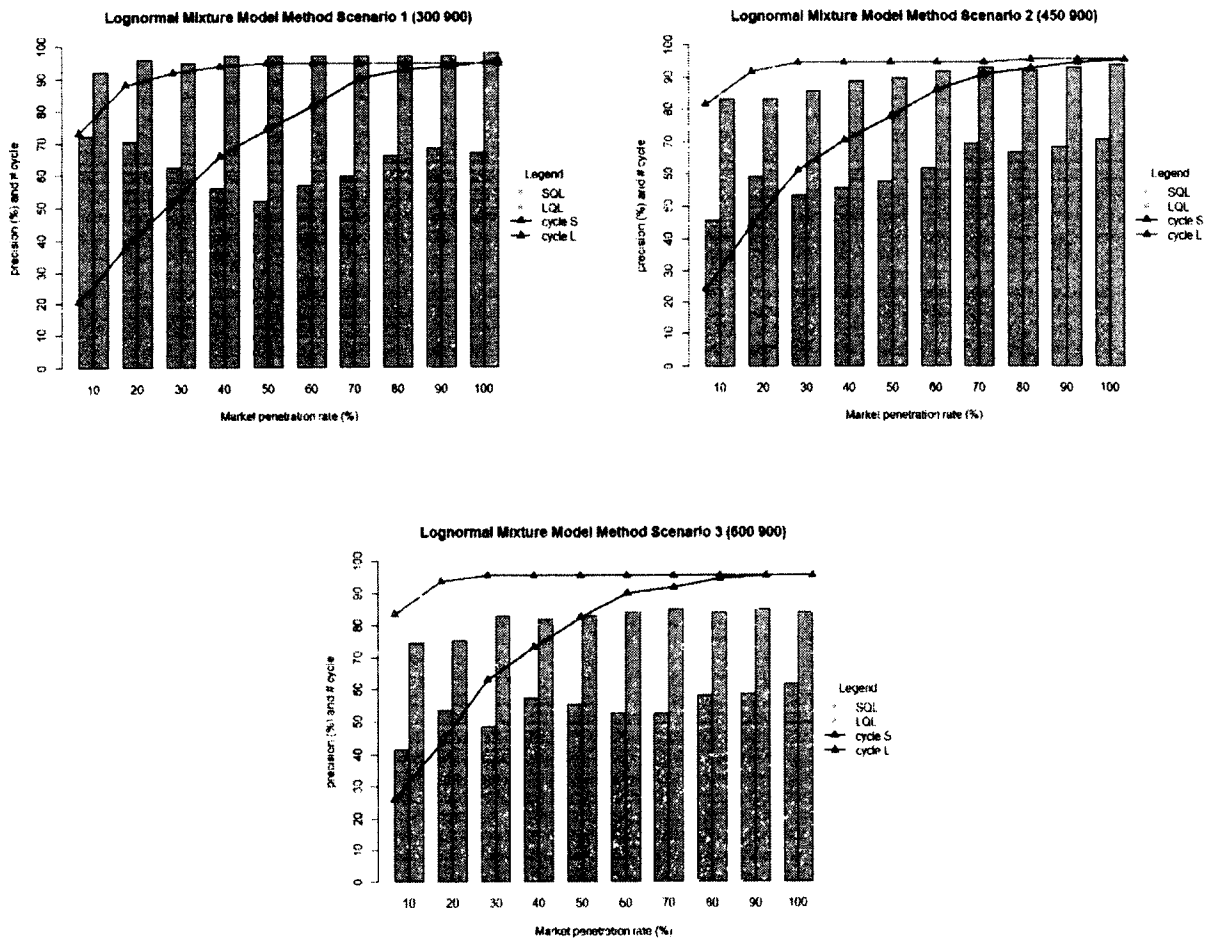 Lognormal Mixture Model Method Scenario 1 (300 900)
precision (%) and # cycle
0 10 20 30 40 50 60 70 80 90 100
Legend
SQL
LQL
cycle S
cycle L
10 20 30 40 50 60 70 80 90 100
Market penetration rate (%)
Lognormal Mixture Model Method Scenario 2 (450 900)
precision (%) and # cycle
0 10 20 30 40 50 60 70 80 90 100
Legend
SQL
LQL
cycle S
cycle L
10 20 30 40 50 60 70 80 90 100
Market penetration rate (%)
Lognormal Mixture Model Method Scenario 3 (600 900)
precision (%) and # cycle
0 10 20 30 40 50 60 70 80 90 100
Legend
SQL
LQL
cycle S
cycle L
10 20 30 40 50 60 70 80 90 100
Market penetration rate (%)